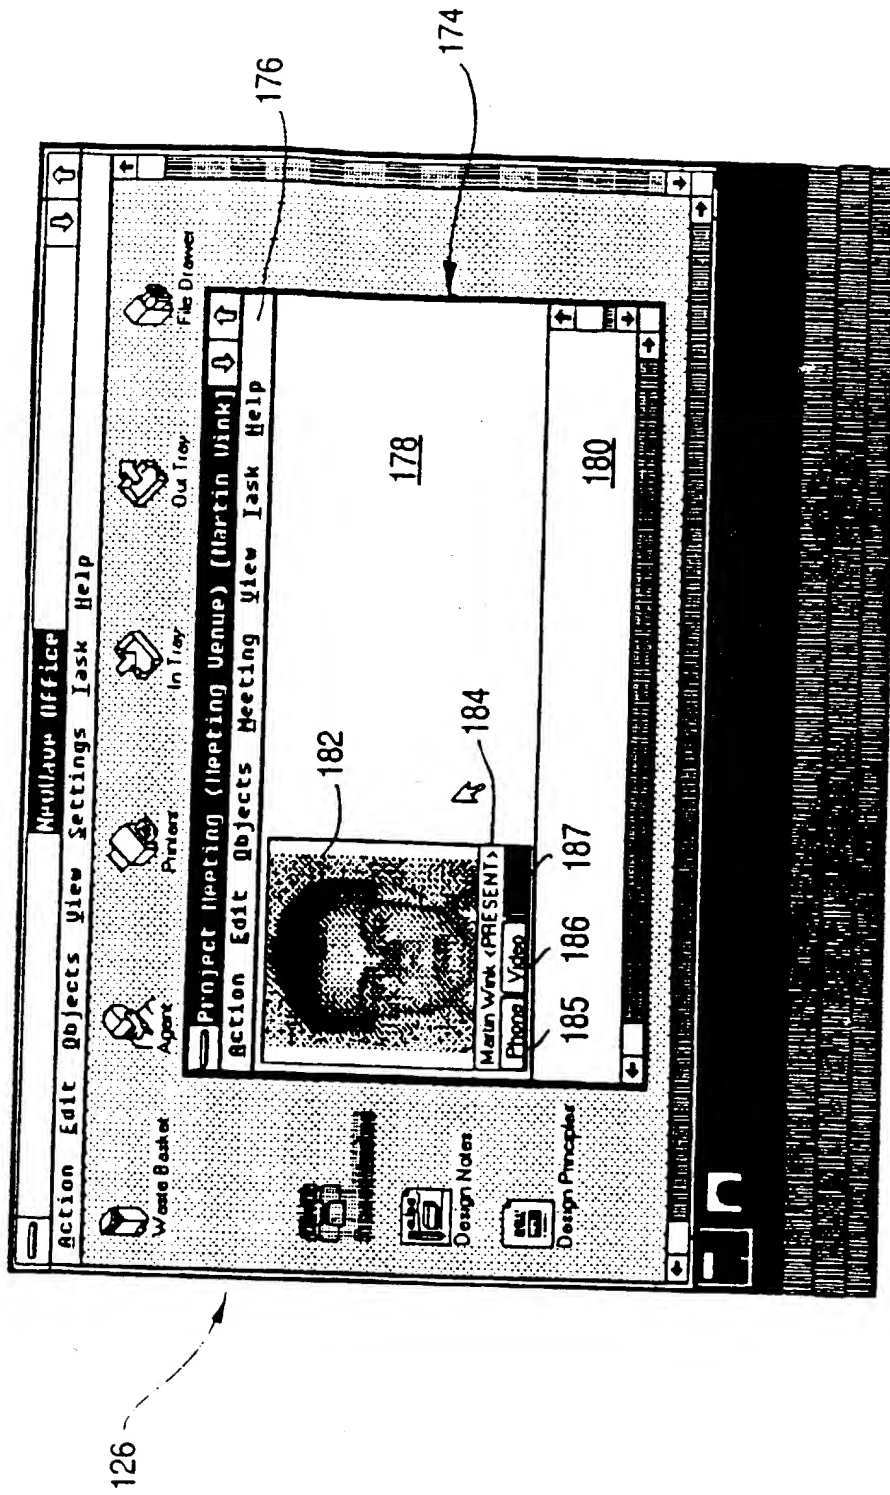 NewWave Office
Action Edit Objects View Settings Task Help
Waste Basket
Agent
Printers
In Tray
Out Tray
File Drawer
Project Meeting (Meeting Venue) (Martin Wink)
Action Edit Objects Meeting View Task Help
Martin Wink <PRESENT>
Phone Video
Design Notes
Design Principles
126
174
176
178
180
182
184
185
186
187